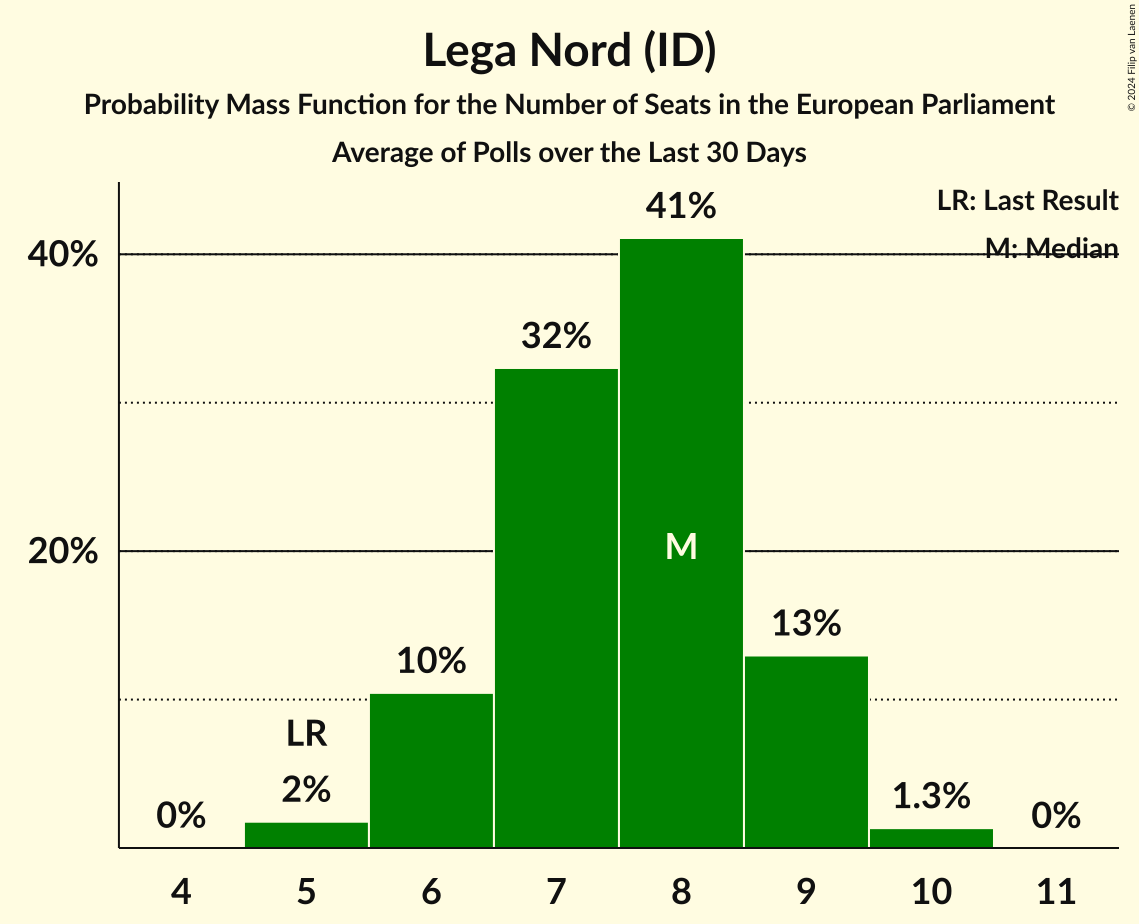 Lega Nord (ID)
Probability Mass Function for the Number of Seats in the European Parliament
Average of Polls over the Last 30 Days
© 2024 Filip van Laenen
LR: Last Result
M: Median
40%
20%
0%
LR
2%
10%
32%
41%
M
13%
1.3%
0%
4 5 6 7 8 9 10 11